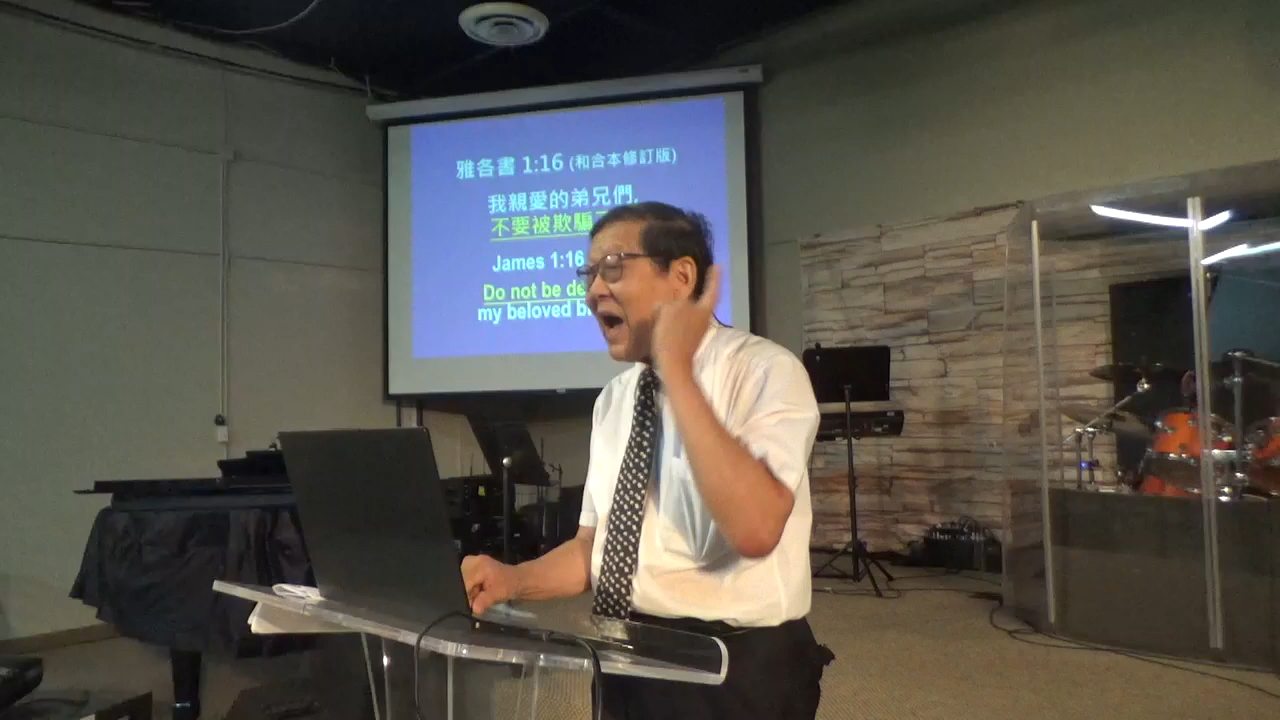 雅各書 1:16 (和合本修訂版)
我親愛的弟兄們,
不要被欺騙
James 1:16
Do not be
my beloved